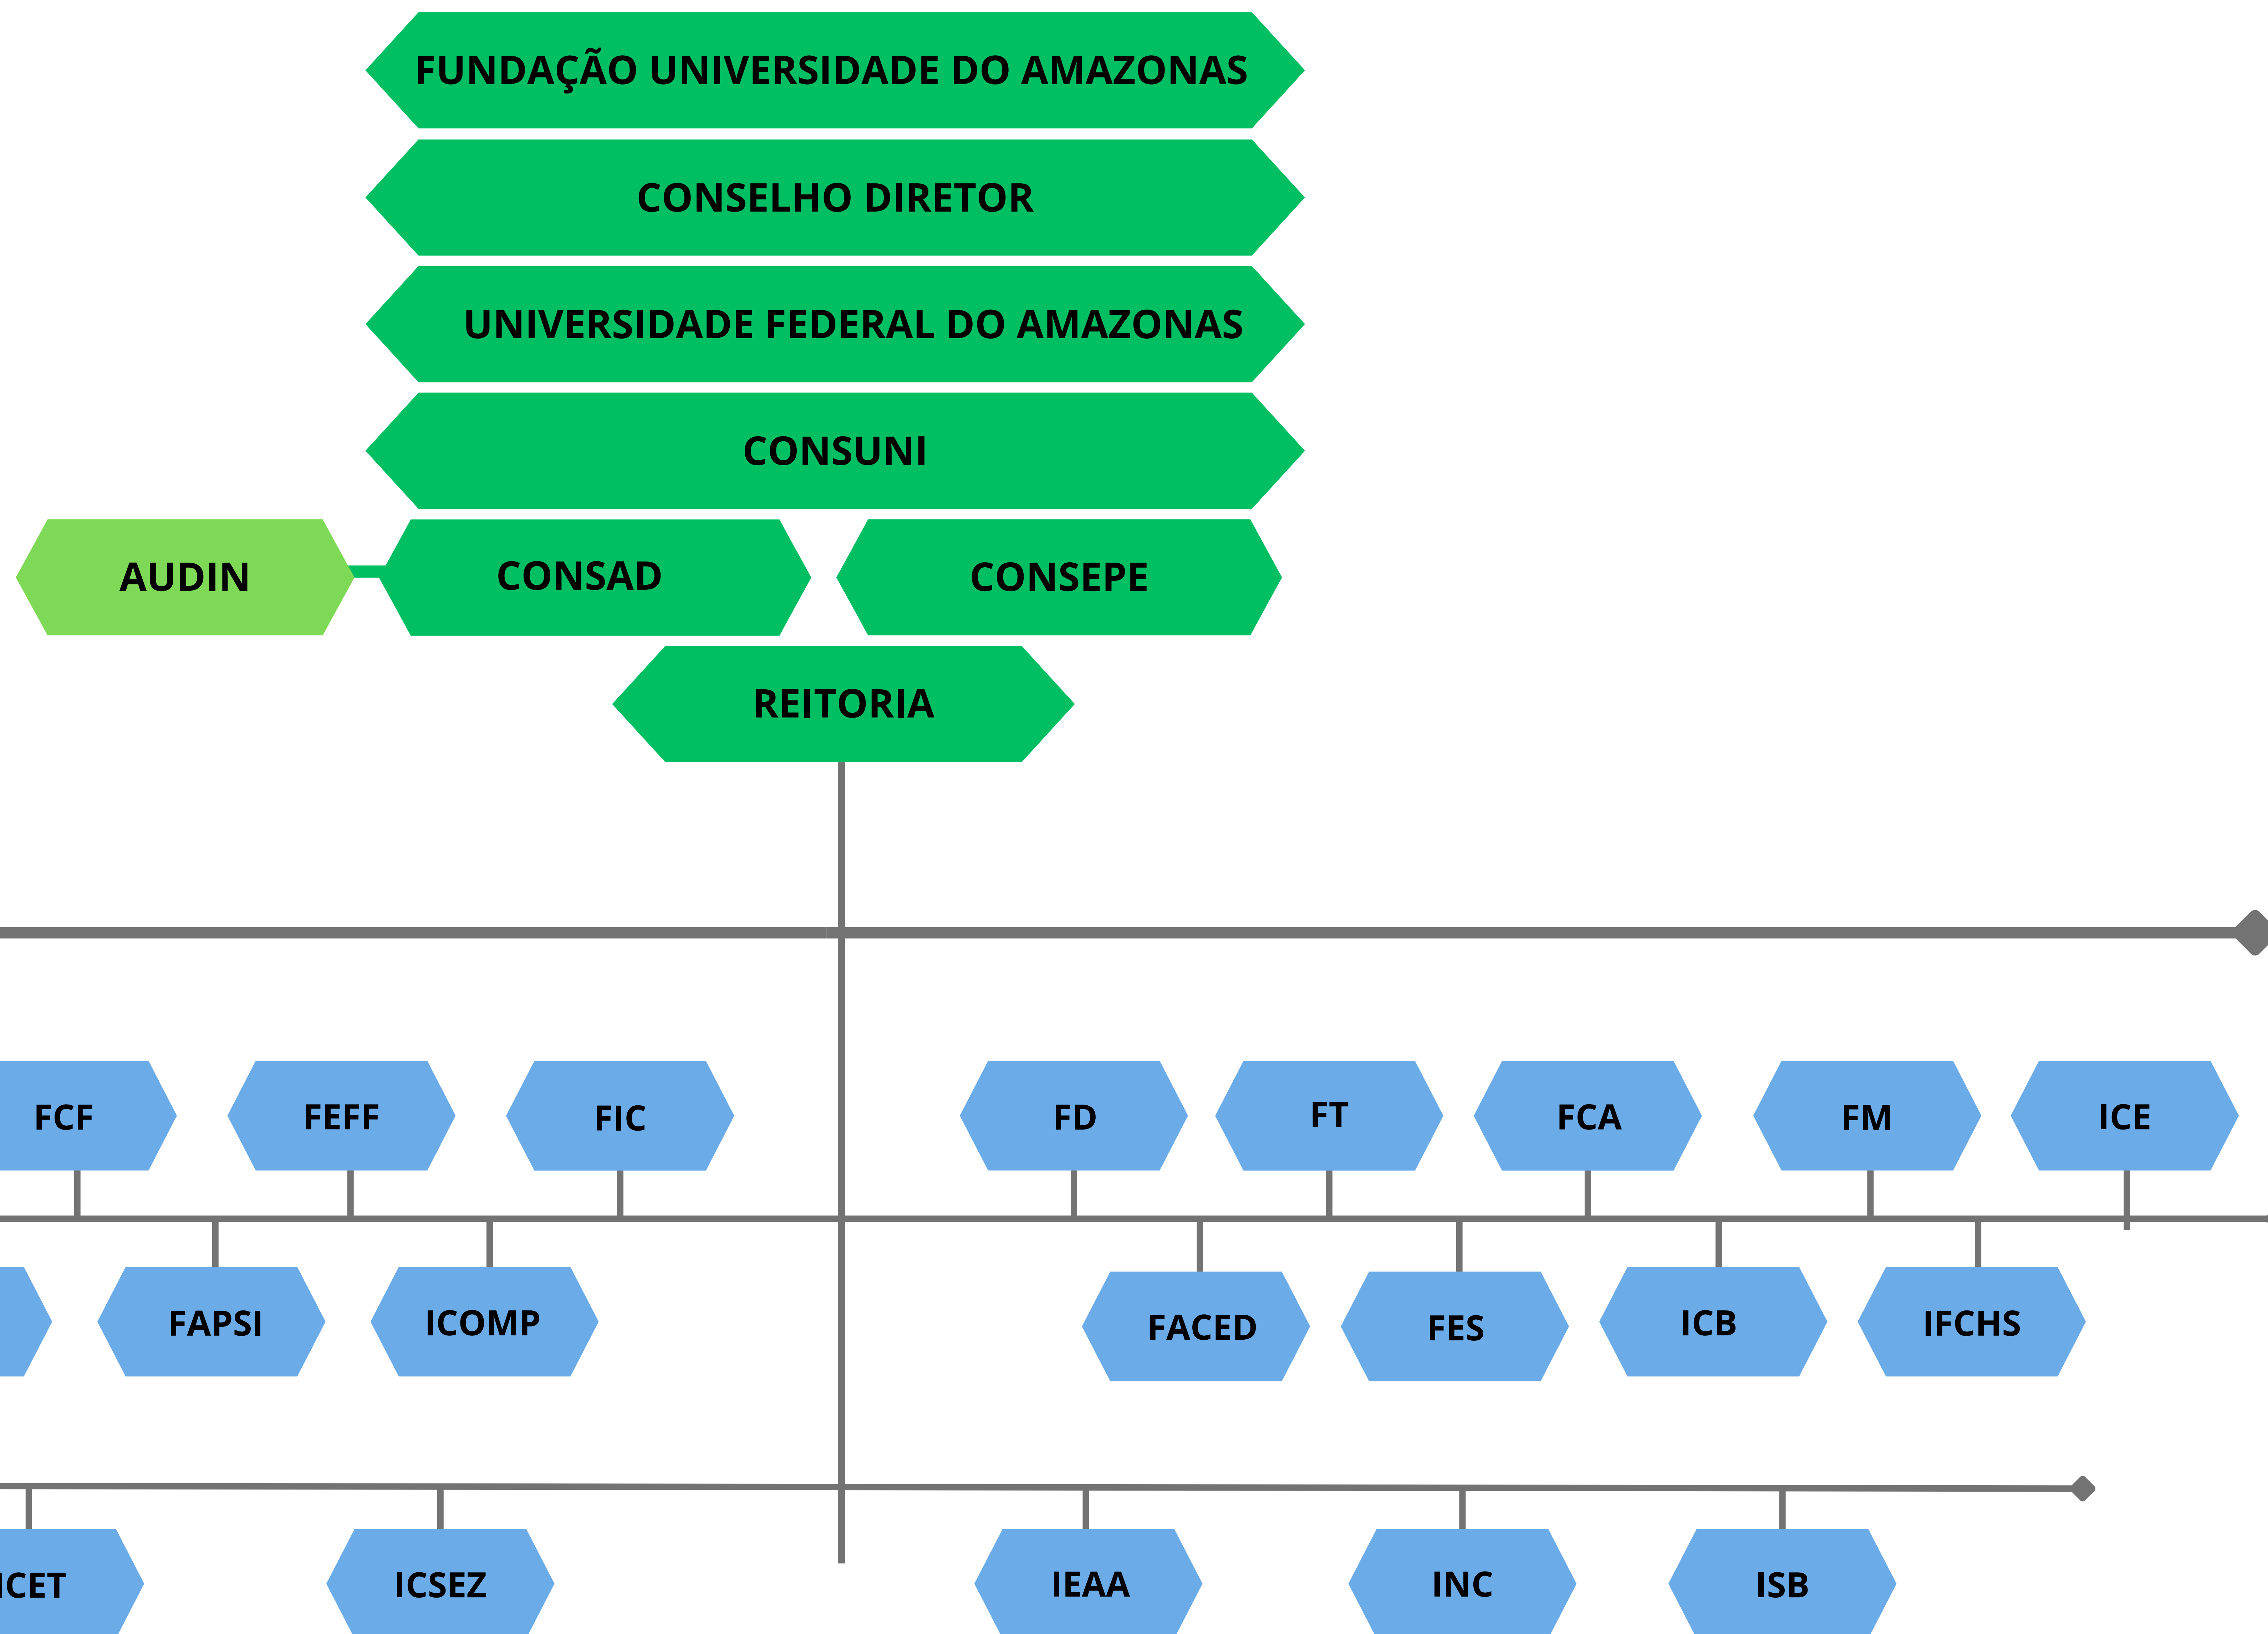 FUNDAÇÃO UNIVERSIDADE DO AMAZONAS
CONSELHO DIRETOR
UNIVERSIDADE FEDERAL DO AMAZONAS
CONSUNI
AUDIN
CONSAD
CONSEPE
REITORIA
FCF
FEFF
FIC
FD
FT
FCA
FM
ICE
FAPSI
ICOMP
FACED
FES
ICB
IFCHS
ICSEZ
IEAA
INC
ISB